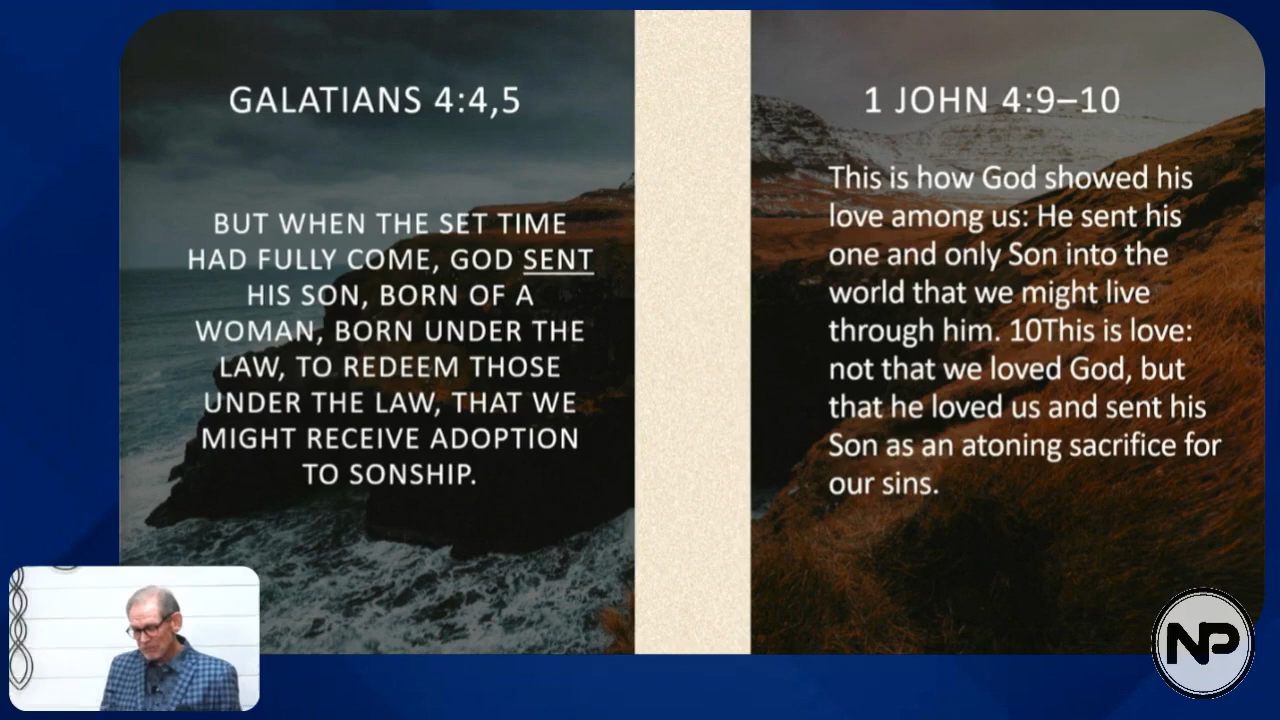 GALATIANS 4:4,5
BUT WHEN THE SET TIME
HAD FULLY COME, GOD SENT
HIS SON, BORN OF A
WOMAN, BORN UNDER THE
LAW, TO REDEEM THOSE
UNDER THE LAW, THAT WE
MIGHT RECEIVE ADOPTION
TO SONSHIP.
1 JOHN 4:9–10
This is how God showed his
love among us: He sent his
one and only Son into the
world that we might live
through him. 10This is love:
not that we loved God, but
that he loved us and sent his
Son as an atoning sacrifice for
our sins.
NP